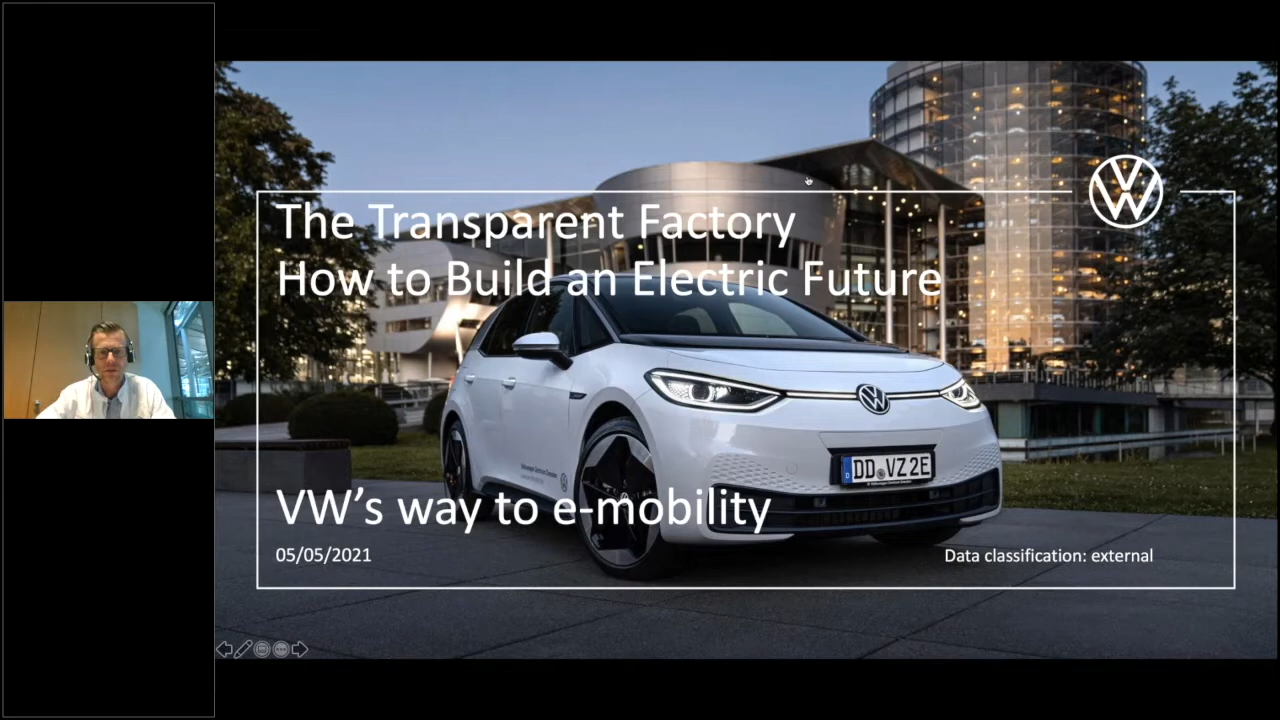 The Transparent Factory
How to Build an Electric Future
DD VZ 2E
VW's way to e-mobility
05/05/2021
Data classification: external